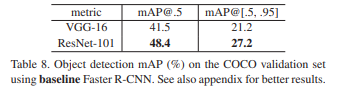 metric mAP@.5 mAP@[.5, .95]
VGG-16 41.5 21.2
ResNet-101 48.4 27.2
Table 8. Object detection mAP (%) on the COCO validation set
using baseline Faster R-CNN. See also appendix for better results.